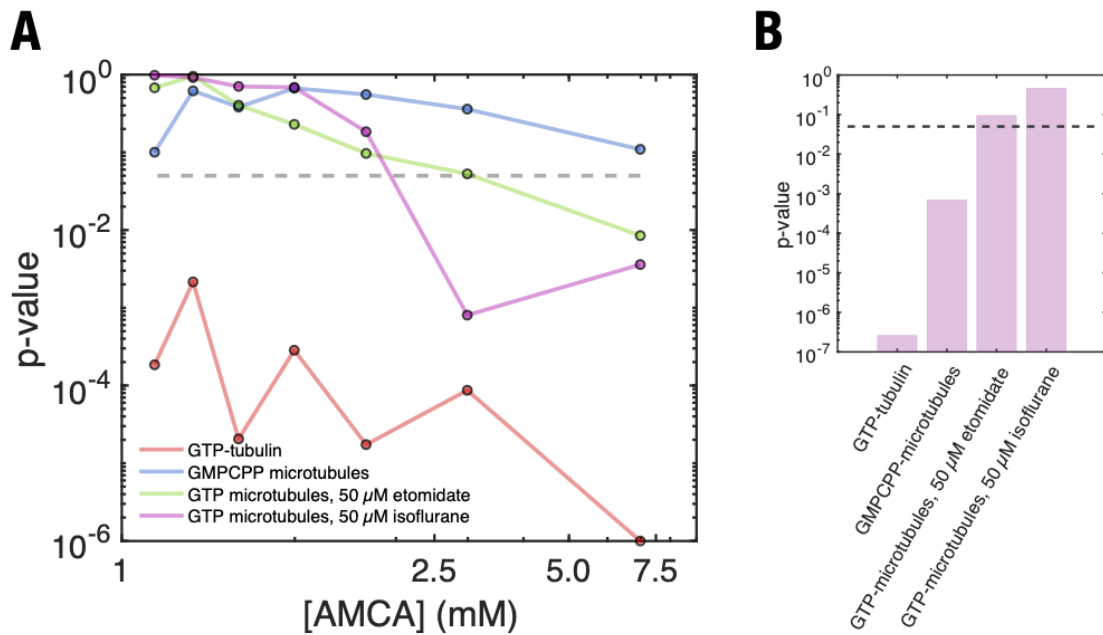 A
10^0
10^-2
10^-4
10^-6
p-value
GTP-tubulin
GMPCPP microtubules
GTP microtubules, 50 μM etomidate
GTP microtubules, 50 μM isoflurane
1
2.5
5.0
7.5
[AMCA] (mM)
B
10^0
10^-1
10^-2
10^-3
10^-4
10^-5
10^-6
10^-7
p-value
GTP-tubulin
GMPCPP-microtubules
GTP-microtubules, 50 μM etomidate
GTP-microtubules, 50 μM isoflurane